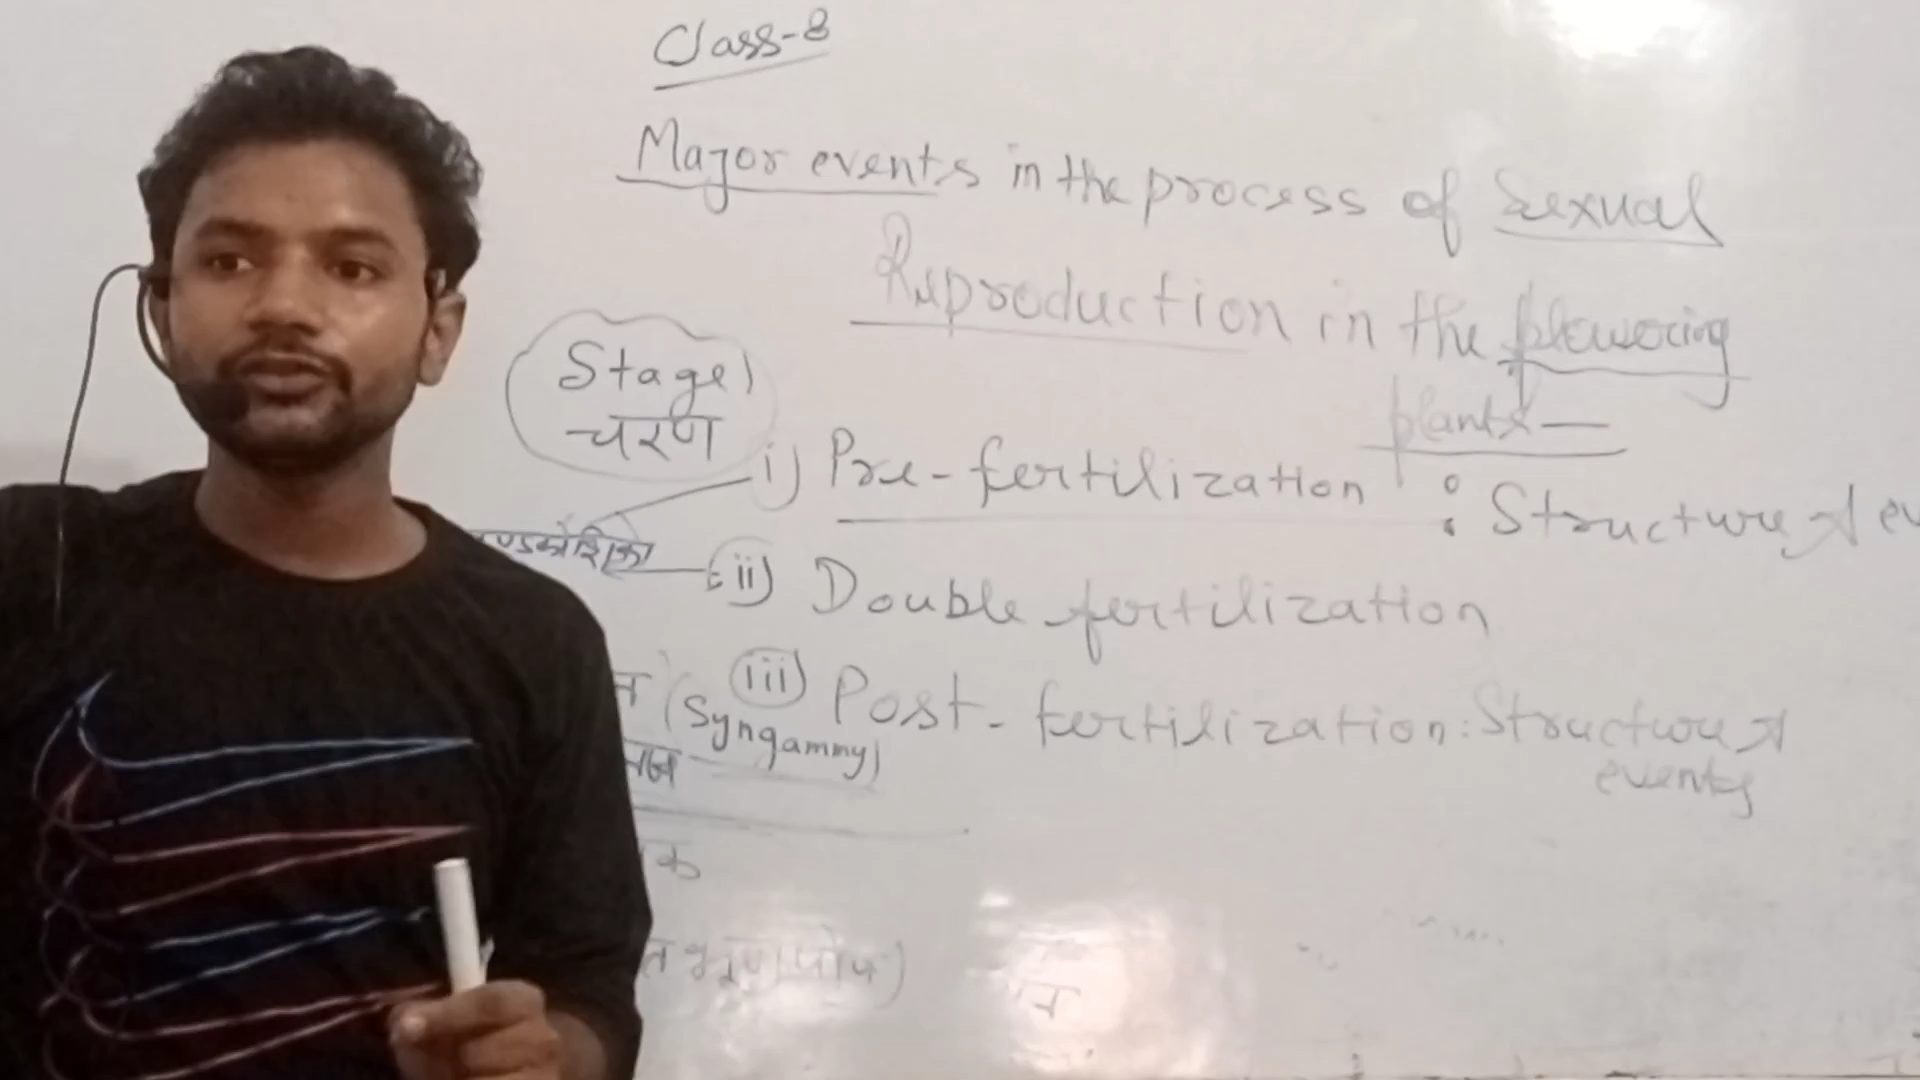 Class-8
Major events in the process of Sexual
Reproduction in the flowering
plants—
Stage)
चरण
i) Pre-fertilization : Structure &
ii) Double fertilization
iii) Post-fertilization: Structure &
events
(Syngammy)